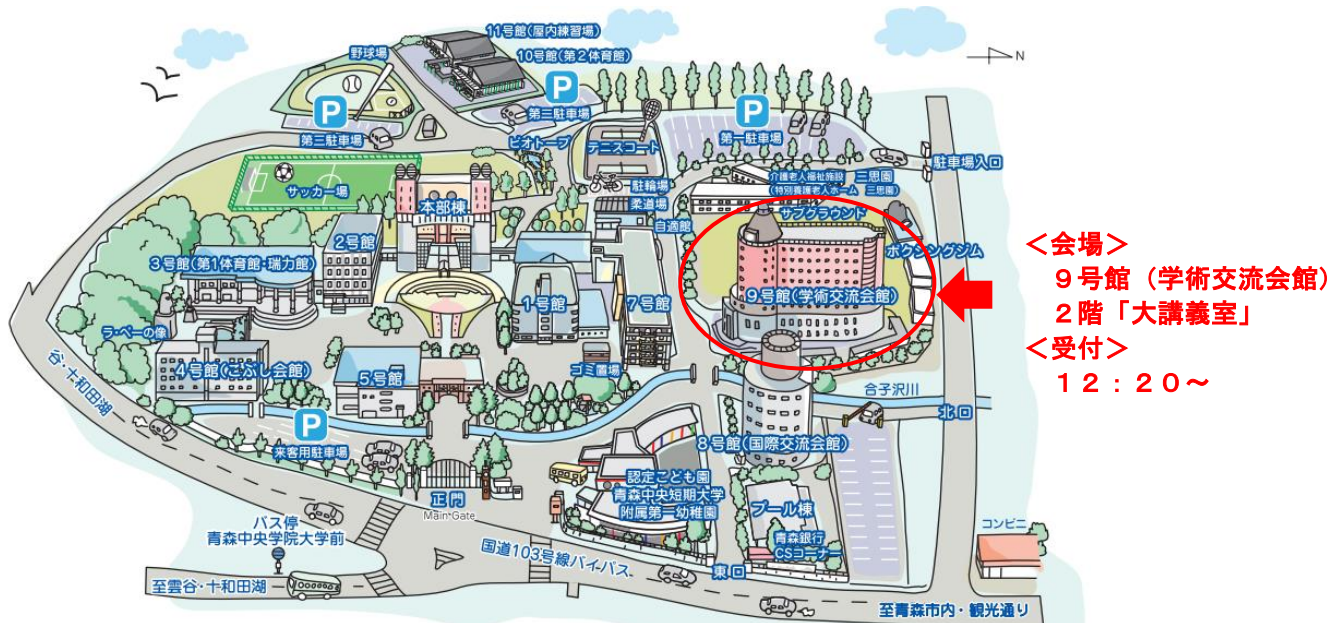 11号館(屋内練習場)
10号館(第2体育館)
野球場
N
P
P
P
第三駐車場
第三駐車場
第一駐車場
ビオトープ
テニスコート
駐車場入口
サッカー場
本部棟
駐輪場
柔道場
自適館
介護老人福祉施設 三思園
(特別養護老人ホーム 三思園)
サブグラウンド
ボクシングジム
2号館
3号館(第1体育館・瑞力館)
1号館
7号館
9号館(学術交流会館)
<会場>
9号館(学術交流会館)
2階「大講義室」
<受付>
12:20~
ラ・ペーの像
4号館(こぶし会館)
5号館
ゴミ置場
合子沢川
北口
谷・十和田湖
P
来客用駐車場
8号館(国際交流会館)
正門
Main Gate
認定こども園
青森中央短期大学
附属第一幼稚園
プール棟
青森銀行
CSコーナー
コンビニ
バス停
青森中央学院大学前
国道103号線バイパス
東口
至雲谷・十和田湖
至青森市内・観光通り